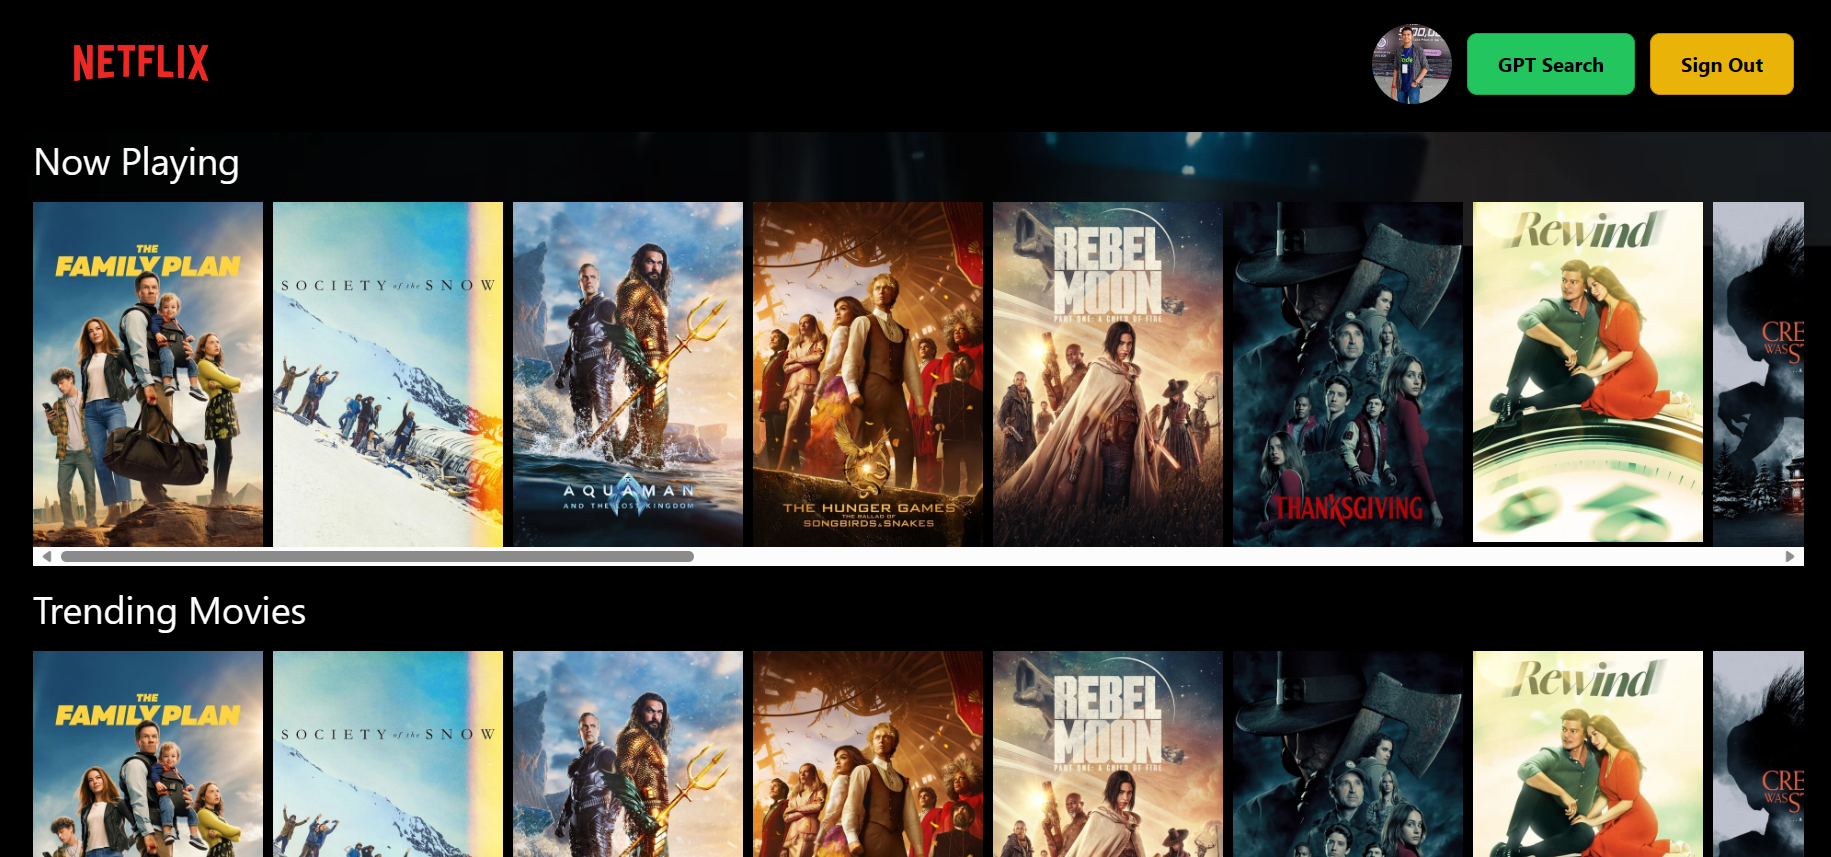 NETFLIX
GPT Search
Sign Out
Now Playing
THE
FAMILY PLAN
SOCIETY of the SNOW
AQUAMAN
AND THE LOST KINGDOM
THE HUNGER GAMES
THE BALLAD OF
SONGBIRDS & SNAKES
REBEL
MOON
PART ONE: A CHILD OF FIRE
THANKSGIVING
Rewind
CRE
WAS S
Trending Movies
THE
FAMILY PLAN
SOCIETY of the SNOW
REBEL
MOON
PART ONE: A CHILD OF FIRE
Rewind
CRE
WAS S